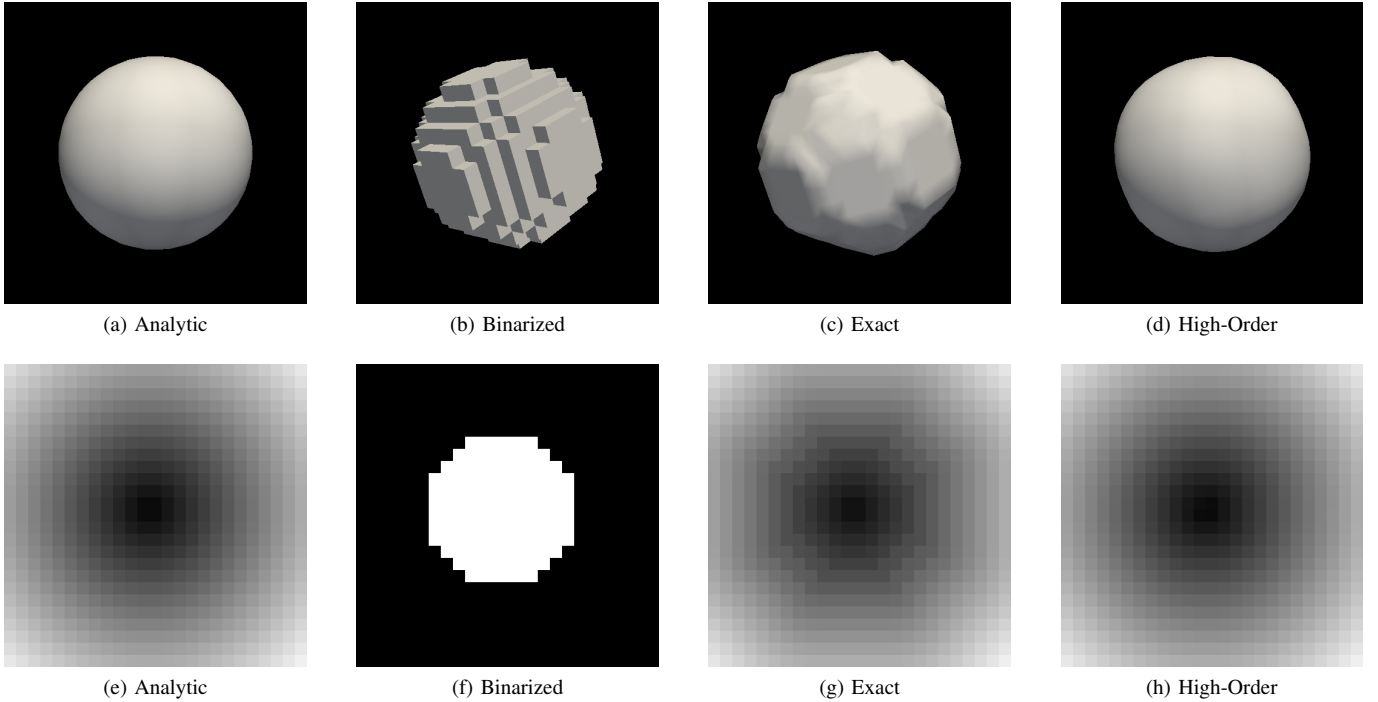 (a) Analytic
(b) Binarized
(c) Exact
(d) High-Order
(e) Analytic
(f) Binarized
(g) Exact
(h) High-Order